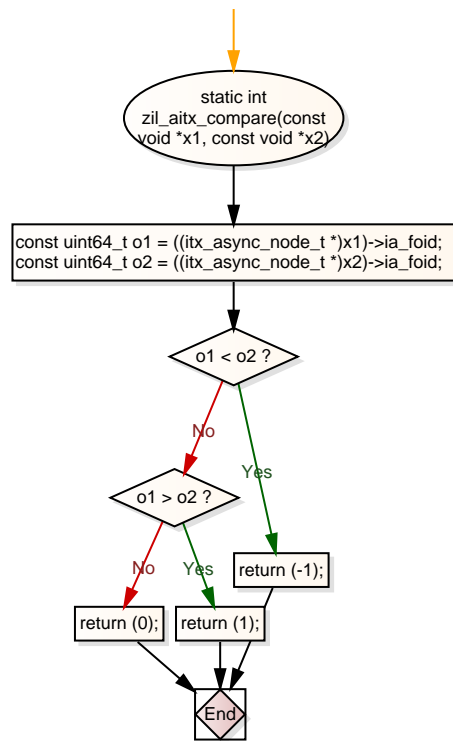 static int
zil_aitx_compare(const
void *x1, const void *x2)
const uint64_t o1 = ((itx_async_node_t *)x1)->ia_foid;
const uint64_t o2 = ((itx_async_node_t *)x2)->ia_foid;
o1 < o2 ?
No
Yes
o1 > o2 ?
No
Yes
return (-1);
return (0);
return (1);
End